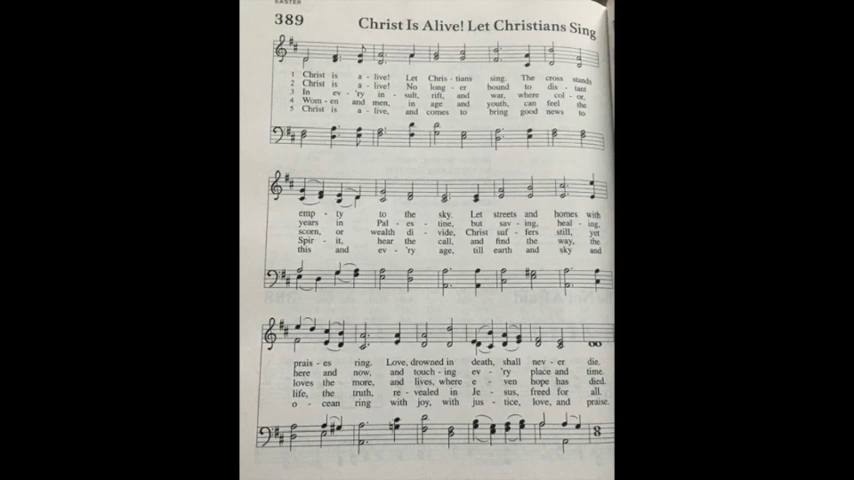 EASTER
389 Christ Is Alive! Let Christians Sing
1 Christ is a - live! Let Chris - tians sing. The cross stands
2 Christ is a - live! No long - er bound to dis - tant
3 In ev - 'ry in - sult, rift, and war, where col - or,
4 Wom - en and men, in age and youth, can feel the
5 Christ is a - live, and comes to bring good news to
emp - ty to the sky. Let streets and homes with
years in Pal - es - tine, but sav - ing, heal - ing,
scorn, or wealth di - vide, Christ suf - fers still, yet
Spir - it, hear the call, and find the way, the
this and ev - 'ry age, till earth and sky and
prais - es ring. Love, drowned in death, shall nev - er die.
here and now, and touch - ing ev - 'ry place and time.
loves the more, and lives, where e - ven hope has died.
life, the truth, re - vealed in Je - sus, freed for all.
o - cean ring with joy, with jus - tice, love, and praise.